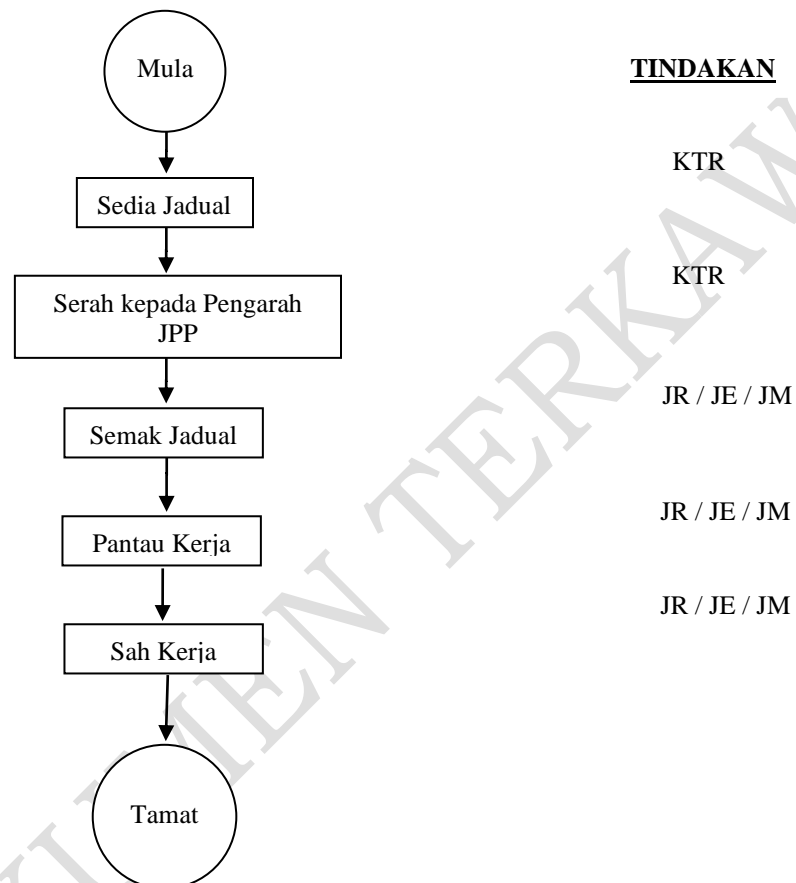 Mula
TINDAKAN
KTR
Sedia Jadual
KTR
Serah kepada Pengarah
JPP
JR / JE / JM
Semak Jadual
JR / JE / JM
Pantau Kerja
JR / JE / JM
Sah Kerja
Tamat